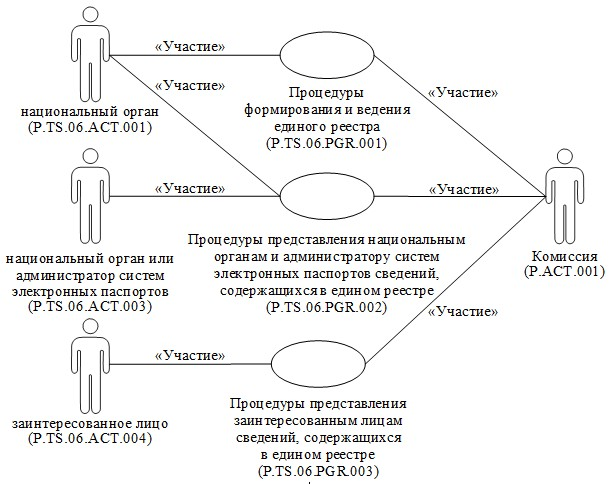 «Участие»
«Участие»
«Участие»
национальный орган
(P.TS.06.ACT.001)
Процедуры
формирования и ведения
единого реестра
(P.TS.06.PGR.001)
«Участие»
«Участие»
национальный орган или
администратор систем
электронных паспортов
(P.TS.06.ACT.003)
Процедуры представления национальным
органам и администратору систем
электронных паспортов сведений,
содержащихся в едином реестре
(P.TS.06.PGR.002)
Комиссия
(P.ACT.001)
«Участие»
«Участие»
заинтересованное лицо
(P.TS.06.ACT.004)
Процедуры представления
заинтересованным лицам
сведений, содержащихся
в едином реестре
(P.TS.06.PGR.003)